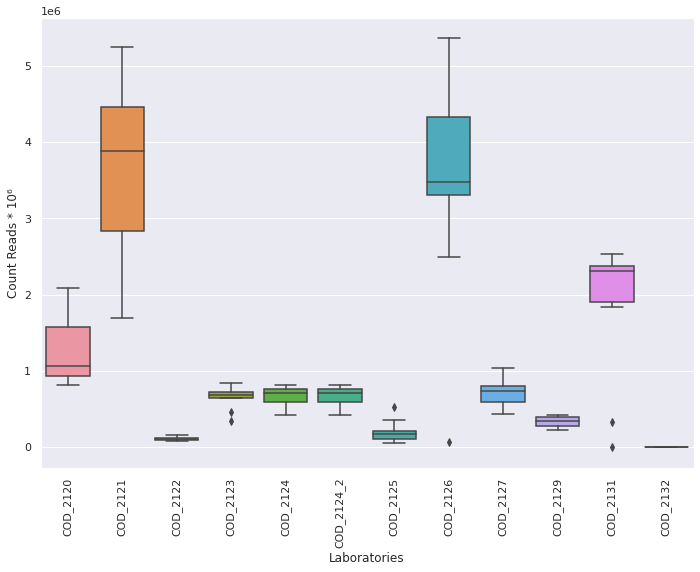 1e6
Count Reads * 10⁶
5
4
3
2
1
0
COD_2120
COD_2121
COD_2122
COD_2123
COD_2124
COD_2124_2
COD_2125
COD_2126
COD_2127
COD_2129
COD_2131
COD_2132
Laboratories